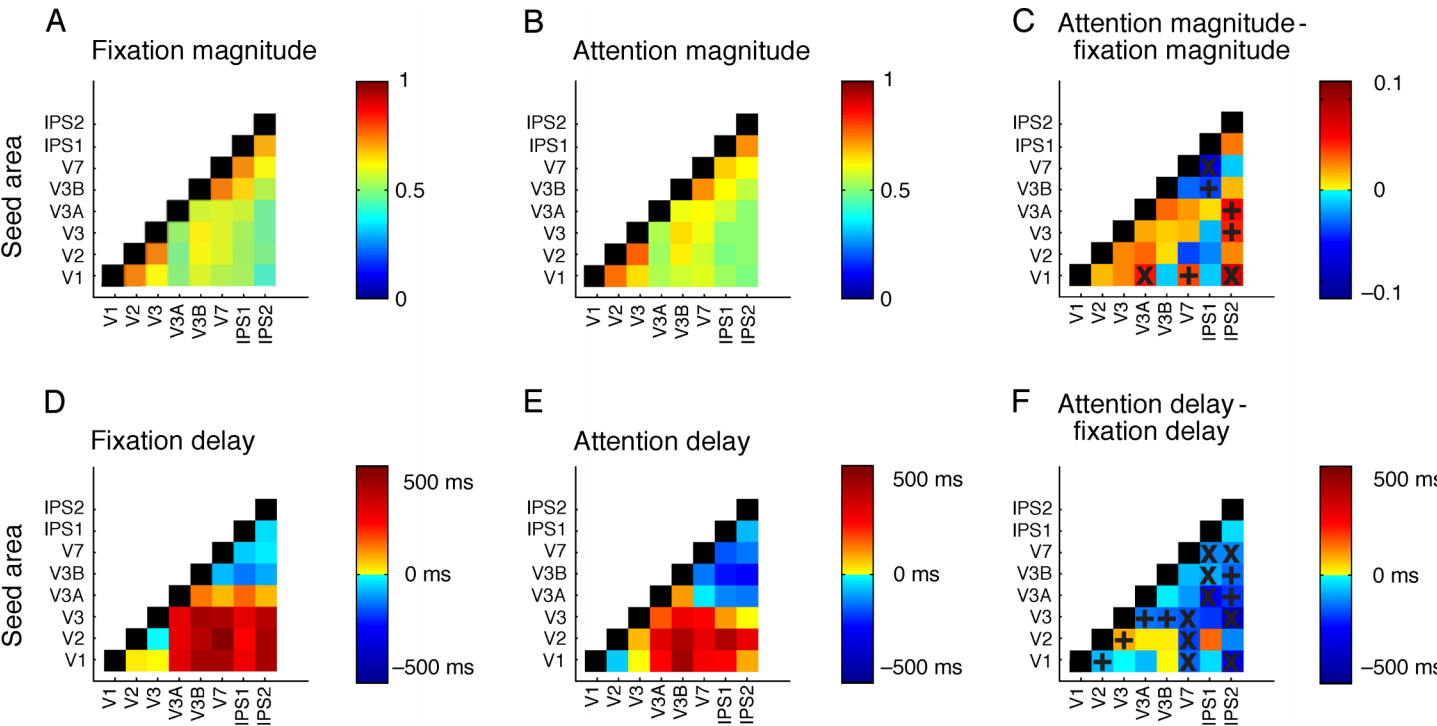 A
Fixation magnitude
Seed area
IPS2
IPS1
V7
V3B
V3A
V3
V2
V1
V1
V2
V3
V3A
V3B
V7
IPS1
IPS2
1
0.5
0
B
Attention magnitude
IPS2
IPS1
V7
V3B
V3A
V3
V2
V1
V1
V2
V3
V3A
V3B
V7
IPS1
IPS2
1
0.5
0
C
Attention magnitude-
fixation magnitude
IPS2
IPS1
V7
V3B
V3A
V3
V2
V1
X
+
+
+
X
+
X
V1
V2
V3
V3A
V3B
V7
IPS1
IPS2
0.1
0
–0.1
D
Fixation delay
Seed area
IPS2
IPS1
V7
V3B
V3A
V3
V2
V1
V1
V2
V3
V3A
V3B
V7
IPS1
IPS2
500 ms
0 ms
–500 ms
E
Attention delay
IPS2
IPS1
V7
V3B
V3A
V3
V2
V1
V1
V2
V3
V3A
V3B
V7
IPS1
IPS2
500 ms
0 ms
–500 ms
F
Attention delay-
fixation delay
IPS2
IPS1
V7
V3B
V3A
V3
V2
V1
X X
X +
X +
+ + X X
+ X
+ X X
V1
V2
V3
V3A
V3B
V7
IPS1
IPS2
500 ms
0 ms
–500 ms